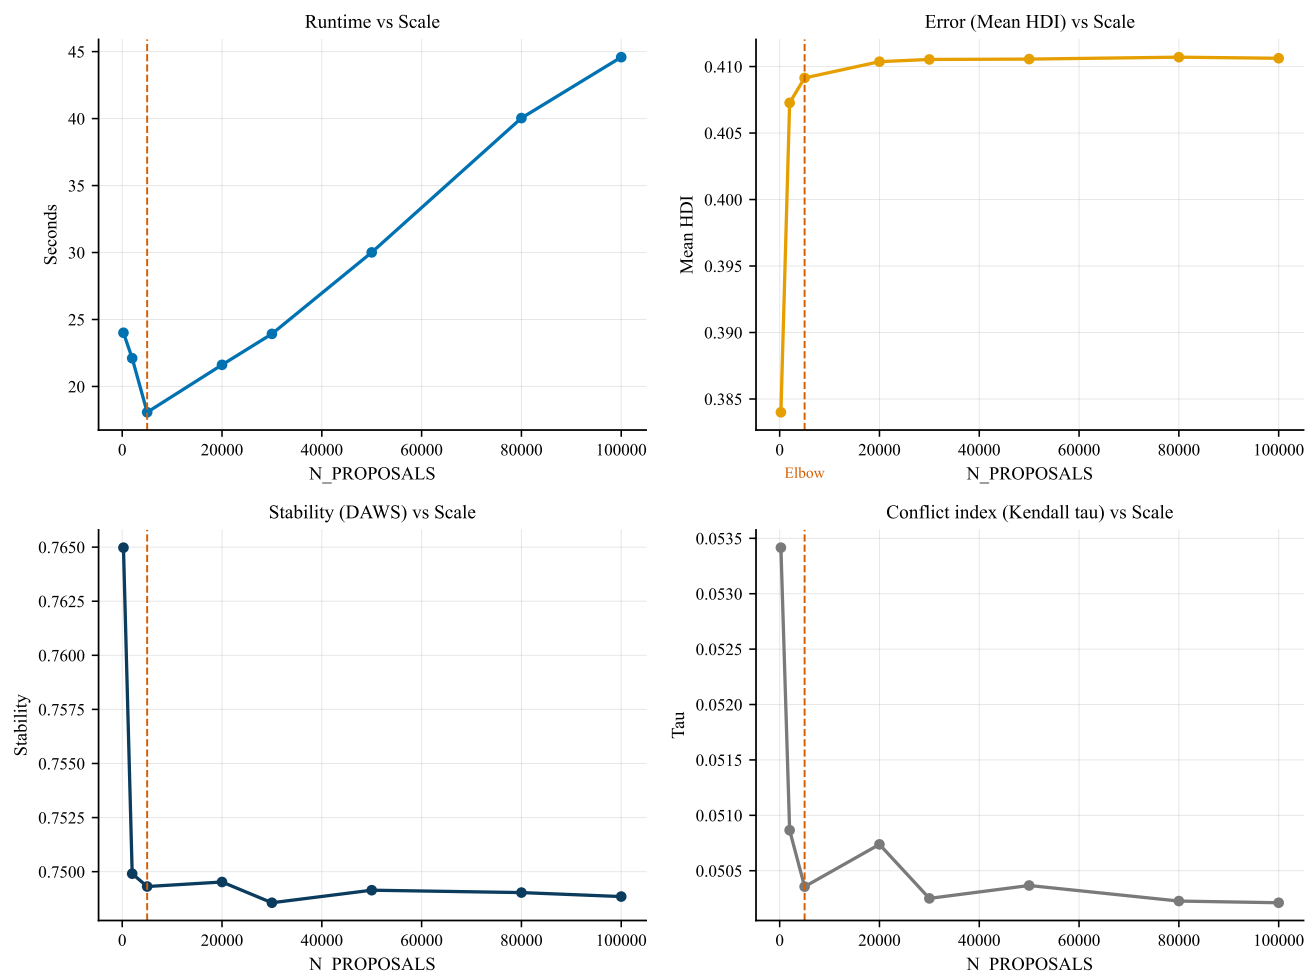 Runtime vs Scale
45
40
35
30
25
20
Seconds
0 20000 40000 60000 80000 100000
N_PROPOSALS
Error (Mean HDI) vs Scale
0.410
0.405
0.400
0.395
0.390
0.385
Mean HDI
0 20000 40000 60000 80000 100000
Elbow
N_PROPOSALS
Stability (DAWS) vs Scale
0.7650
0.7625
0.7600
0.7575
0.7550
0.7525
0.7500
Stability
0 20000 40000 60000 80000 100000
N_PROPOSALS
Conflict index (Kendall tau) vs Scale
0.0535
0.0530
0.0525
0.0520
0.0515
0.0510
0.0505
Tau
0 20000 40000 60000 80000 100000
N_PROPOSALS